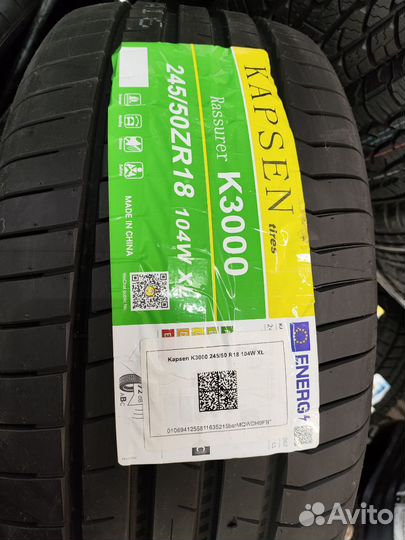 KAPSEN
tires
Rassurer K3000
245/50ZR18 104W XL
MADE IN CHINA
ENERG
Kapsen K3000 245/50 R18 104W XL
Avito